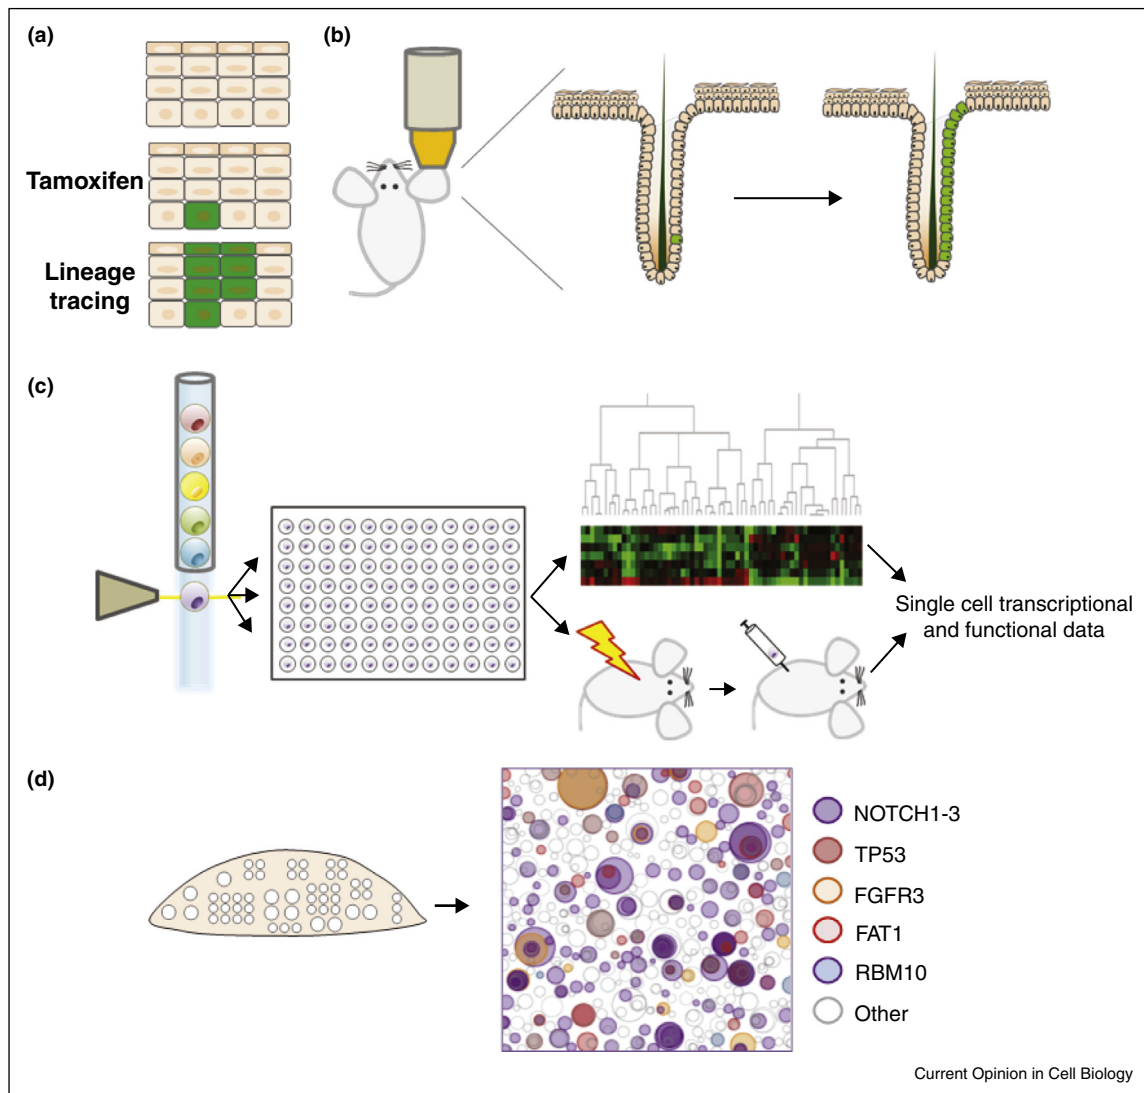 (a)
(b)
Tamoxifen
Lineage
tracing
(c)
Single cell transcriptional
and functional data
(d)
NOTCH1-3
TP53
FGFR3
FAT1
RBM10
Other
Current Opinion in Cell Biology